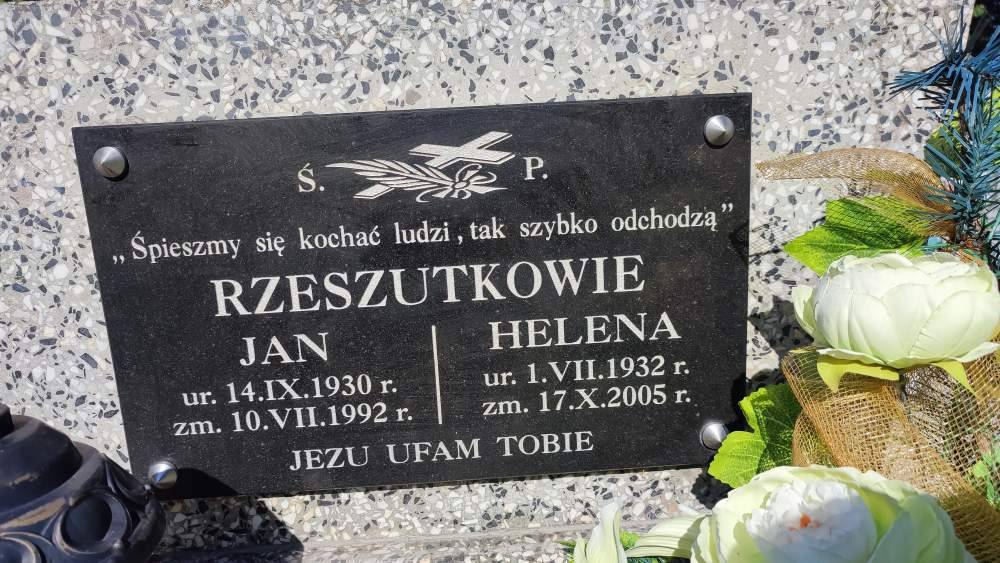 Ś. P.
„Śpieszmy się kochać ludzi, tak szybko odchodzą”
RZESZUTKOWIE
JAN
ur. 14.IX.1930 r.
zm. 10.VII.1992 r.
HELENA
ur. 1.VII.1932 r.
zm. 17.X.2005 r.
JEZU UFAM TOBIE